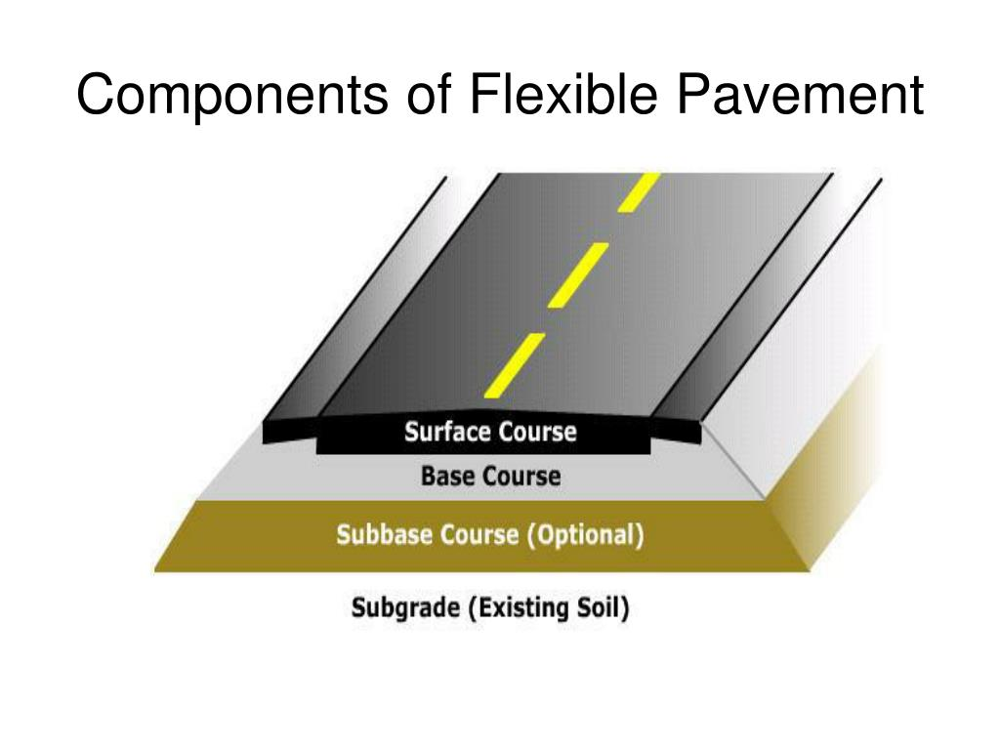 Components of Flexible Pavement
Surface Course
Base Course
Subbase Course (Optional)
Subgrade (Existing Soil)